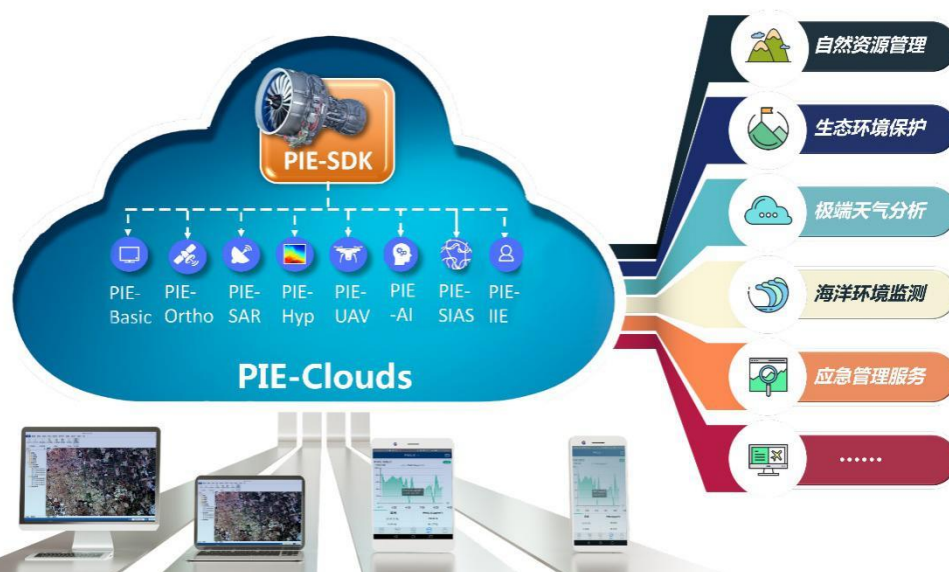 PIE-SDK
PIE-
Basic
PIE-
Ortho
PIE-
SAR
PIE-
Hyp
PIE-
UAV
PIE
-AI
PIE-
SIAS
PIE-
IIE
PIE-Clouds
自然资源管理
生态环境保护
极端天气分析
海洋环境监测
应急管理服务
……